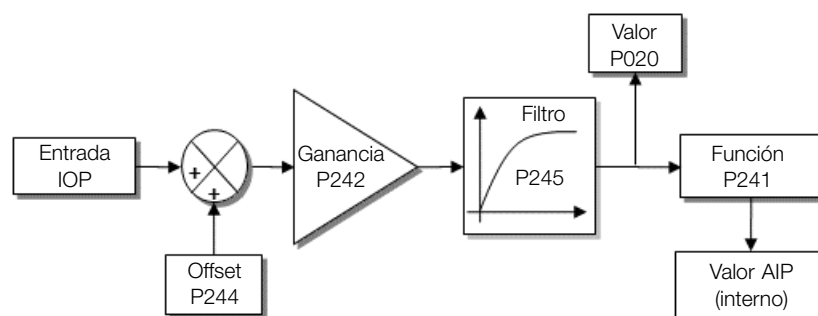 Valor
P020
Entrada
IOP
+
+
Ganancia
P242
Filtro
P245
Función
P241
Offset
P244
Valor AIP
(interno)